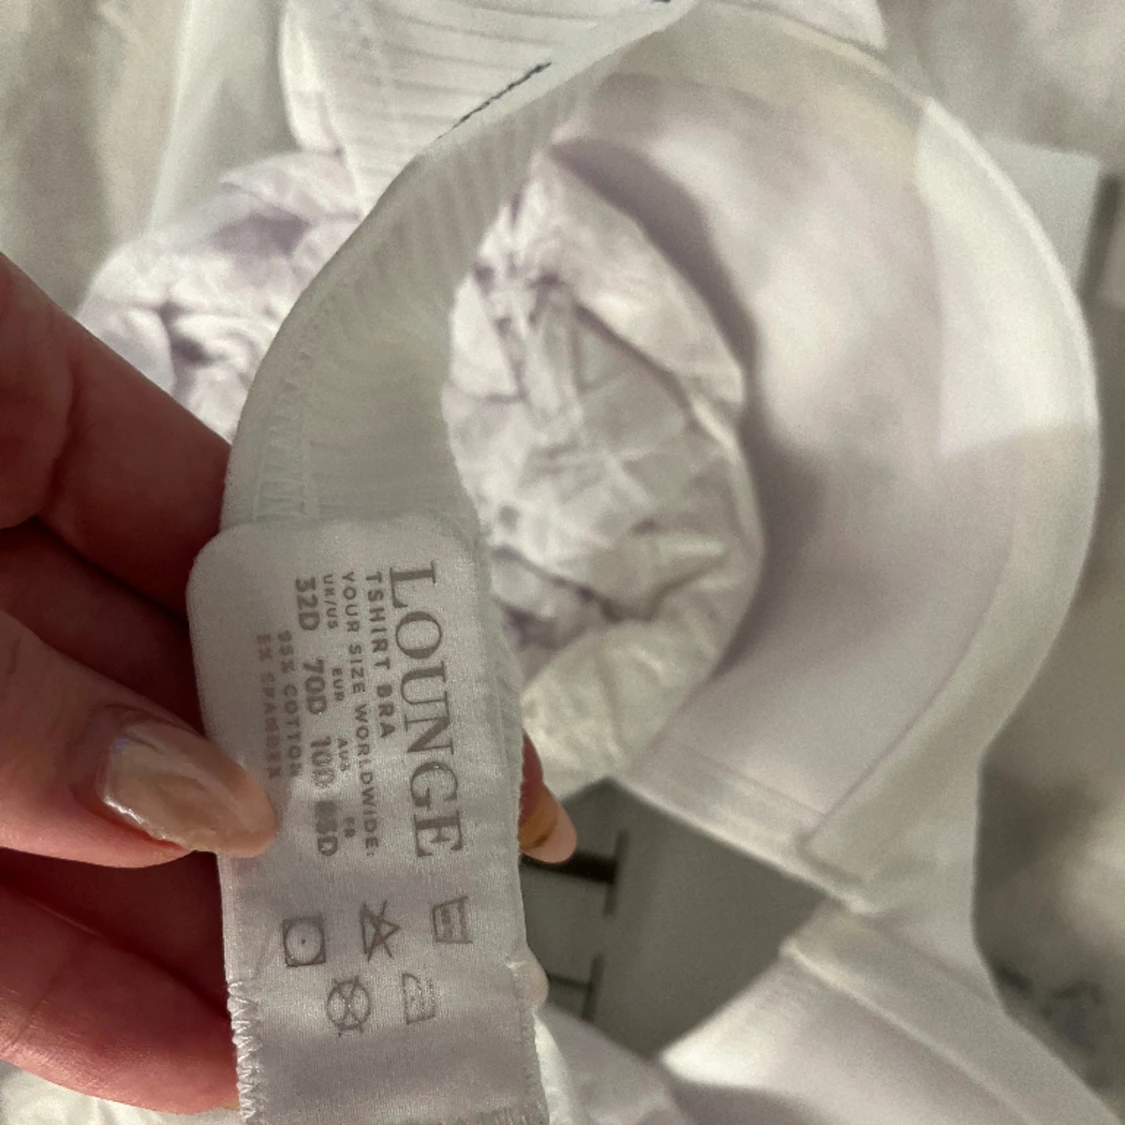 LOUNGE
TSHIRT BRA
YOUR SIZE WORLDWIDE:
UK/US EUR AUS FR
32D 70D 10D 85D
95% COTTON
5% SPANDEX